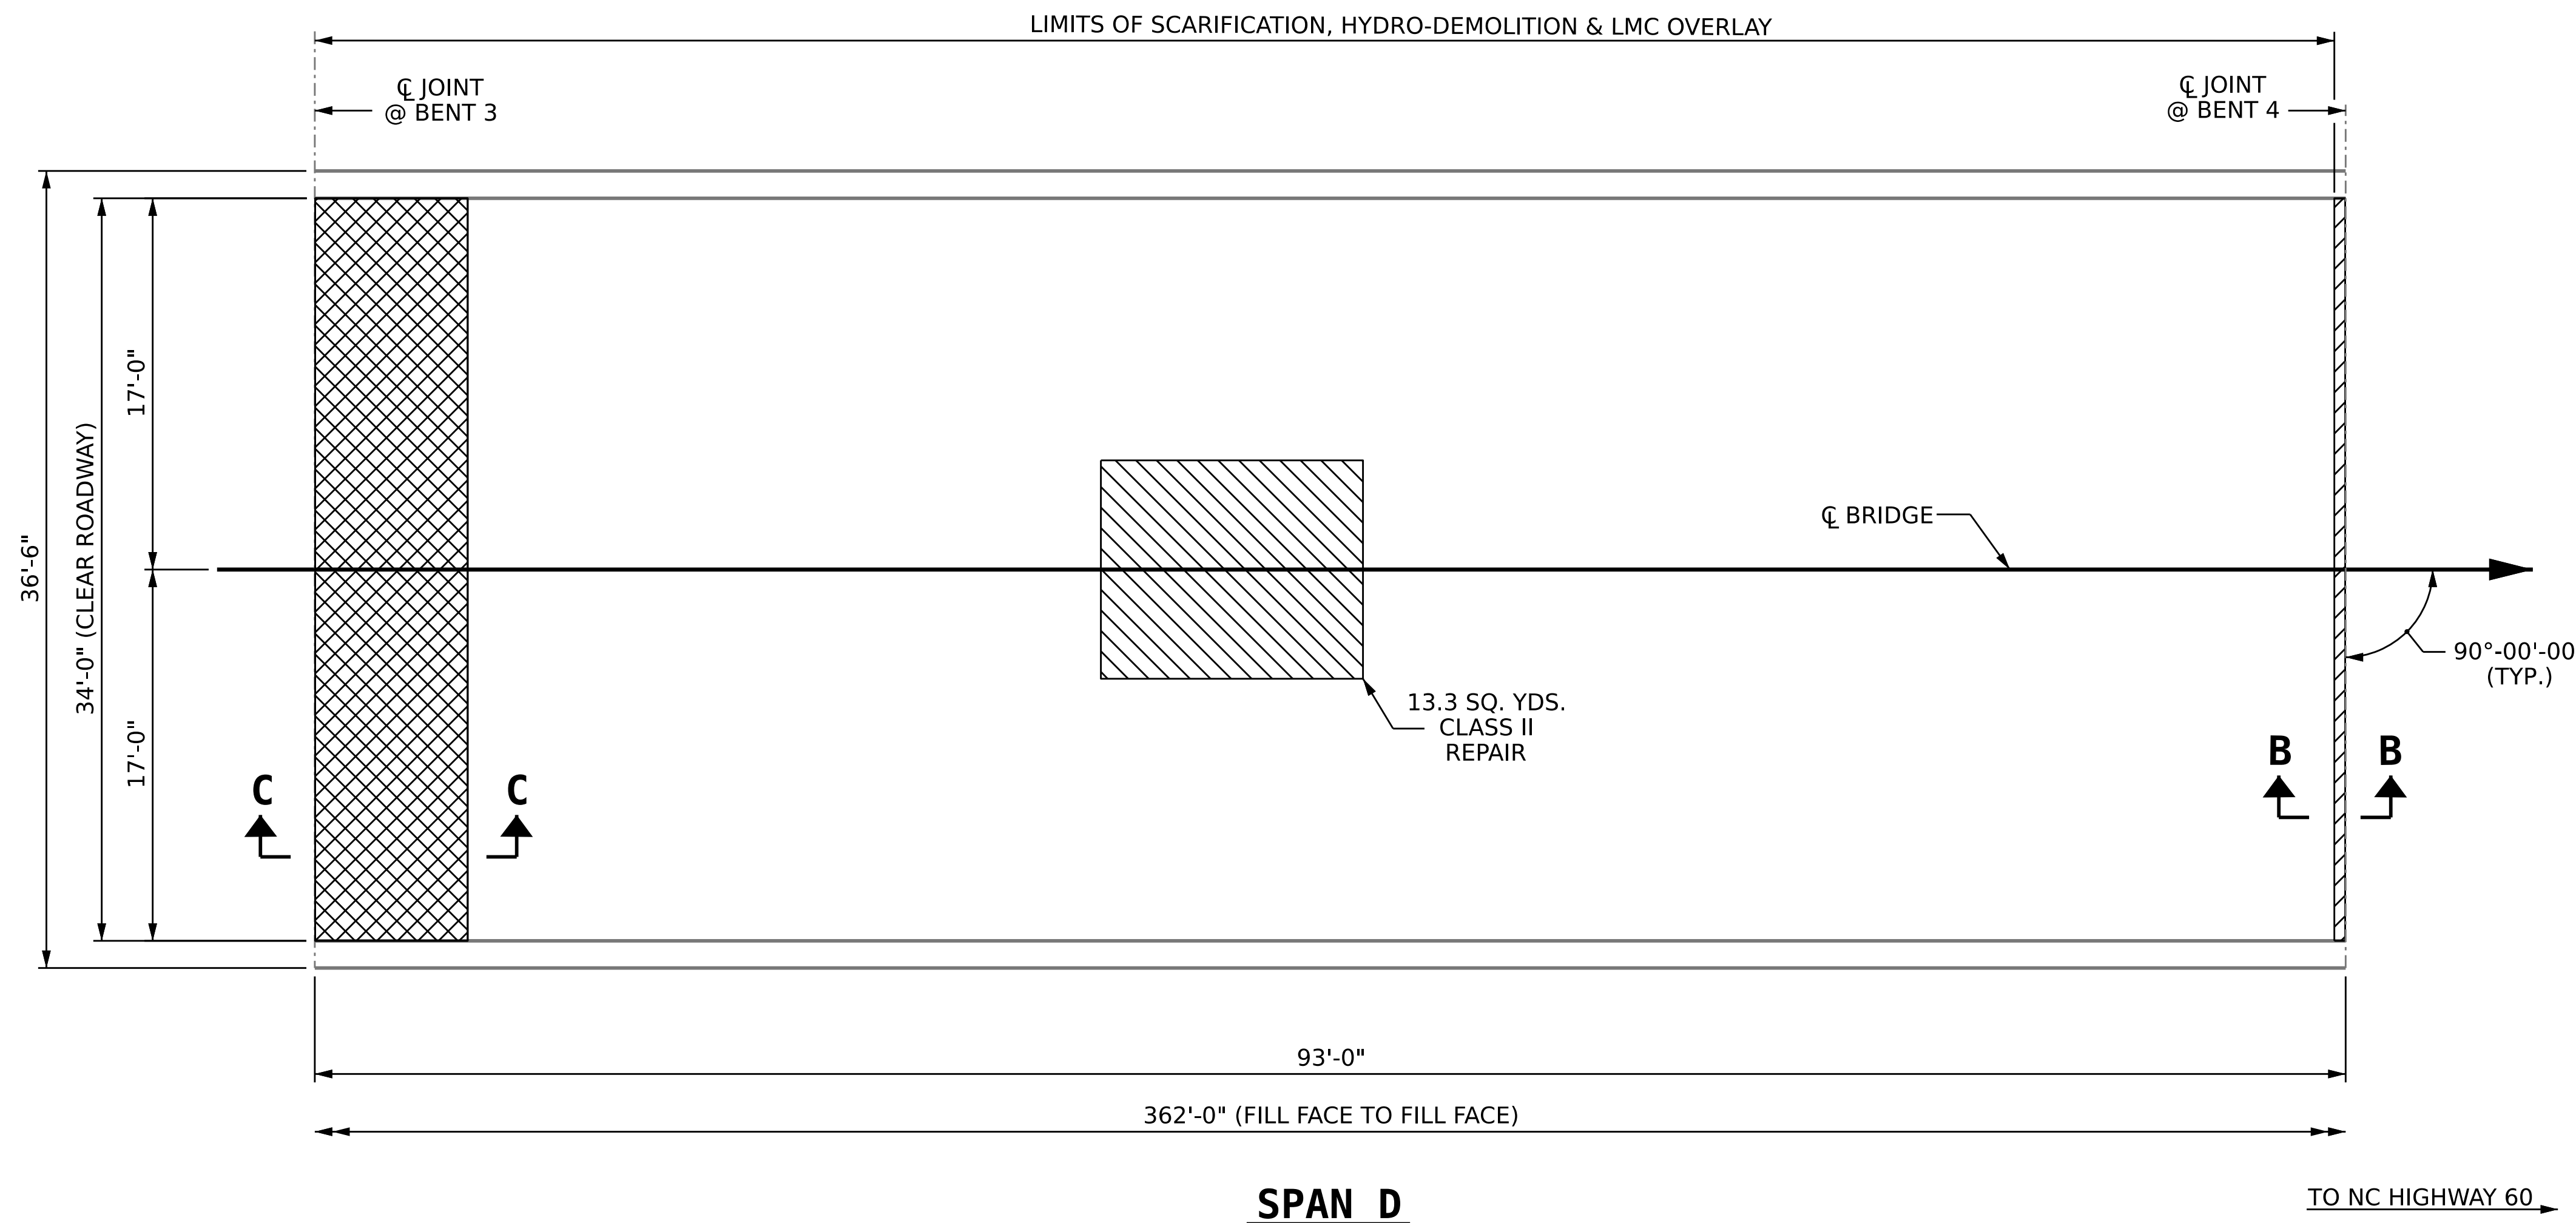 LIMITS OF SCARIFICATION, HYDRO-DEMOLITION & LMC OVERLAY
℄ JOINT
@ BENT 3
℄ JOINT
@ BENT 4
36'-6"
34'-0" (CLEAR ROADWAY)
17'-0"
17'-0"
℄ BRIDGE
90°-00'-00
(TYP.)
13.3 SQ. YDS.
CLASS II
REPAIR
C
C
B
B
93'-0"
362'-0" (FILL FACE TO FILL FACE)
SPAN D
TO NC HIGHWAY 60